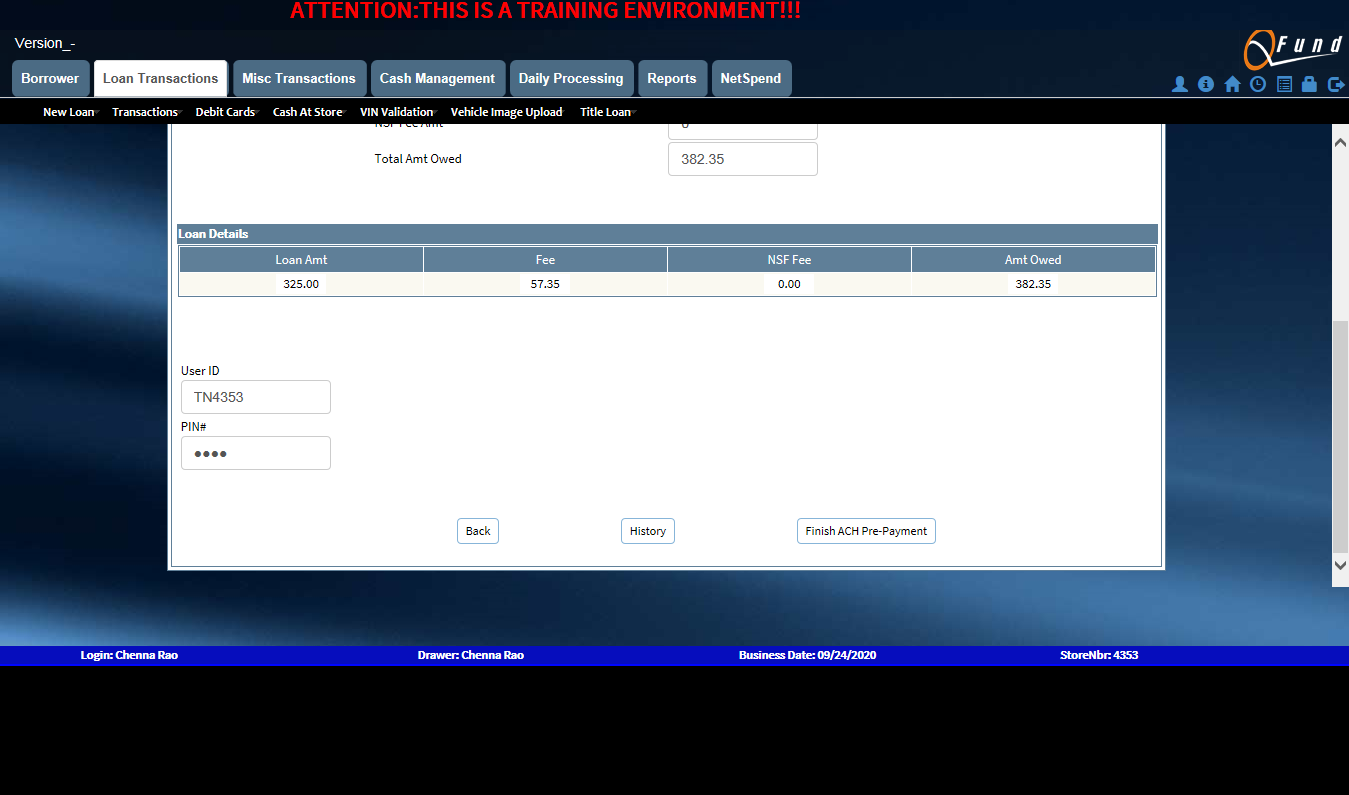 ATTENTION:THIS IS A TRAINING ENVIRONMENT!!!
Version_-
QFund
Borrower Loan Transactions Misc Transactions Cash Management Daily Processing Reports NetSpend
New Loan Transactions Debit Cards Cash At Store VIN Validation Vehicle Image Upload Title Loan
NSF Fee Amt 0
Total Amt Owed 382.35
Loan Details
Loan Amt Fee NSF Fee Amt Owed
325.00 57.35 0.00 382.35
User ID
TN4353
PIN#
••••
Back History Finish ACH Pre-Payment
Login: Chenna Rao Drawer: Chenna Rao Business Date: 09/24/2020 StoreNbr: 4353